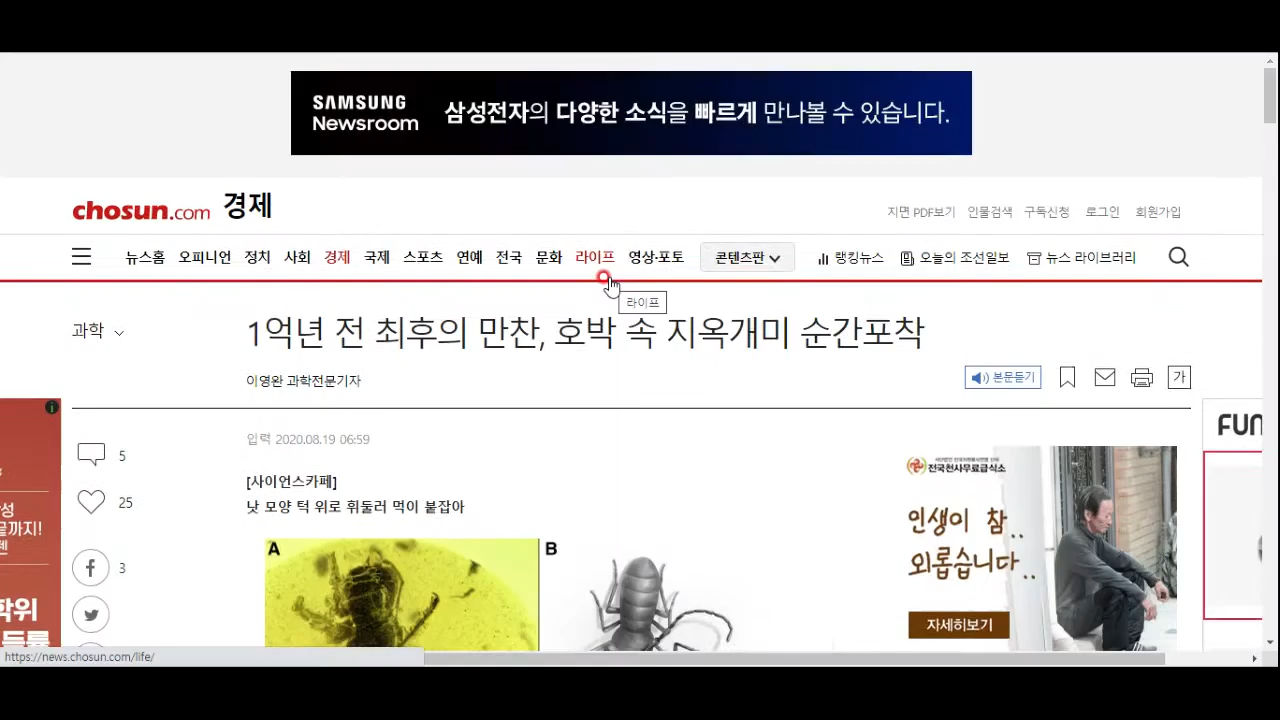 SAMSUNG
Newsroom
삼성전자의 다양한 소식을 빠르게 만나볼 수 있습니다.
chosun.com 경제
지면 PDF보기 인물검색 구독신청 로그인 회원가입
뉴스홈 오피니언 정치 사회 경제 국제 스포츠 연예 전국 문화 라이프 영상·포토 콘텐츠판 랭킹뉴스 오늘의 조선일보 뉴스 라이브러리
라이프
과학
1억년 전 최후의 만찬, 호박 속 지옥개미 순간포착
이영완 과학전문기자
본문듣기
가
입력 2020.08.19 06:59
5
25
3
[사이언스카페]
낫 모양 턱 위로 휘둘러 먹이 붙잡아
A
B
전국천사무료급식소
인생이 참..
외롭습니다..
자세히보기
FUN
성
끝까지!
젠
학위
등록
https://news.chosun.com/life/